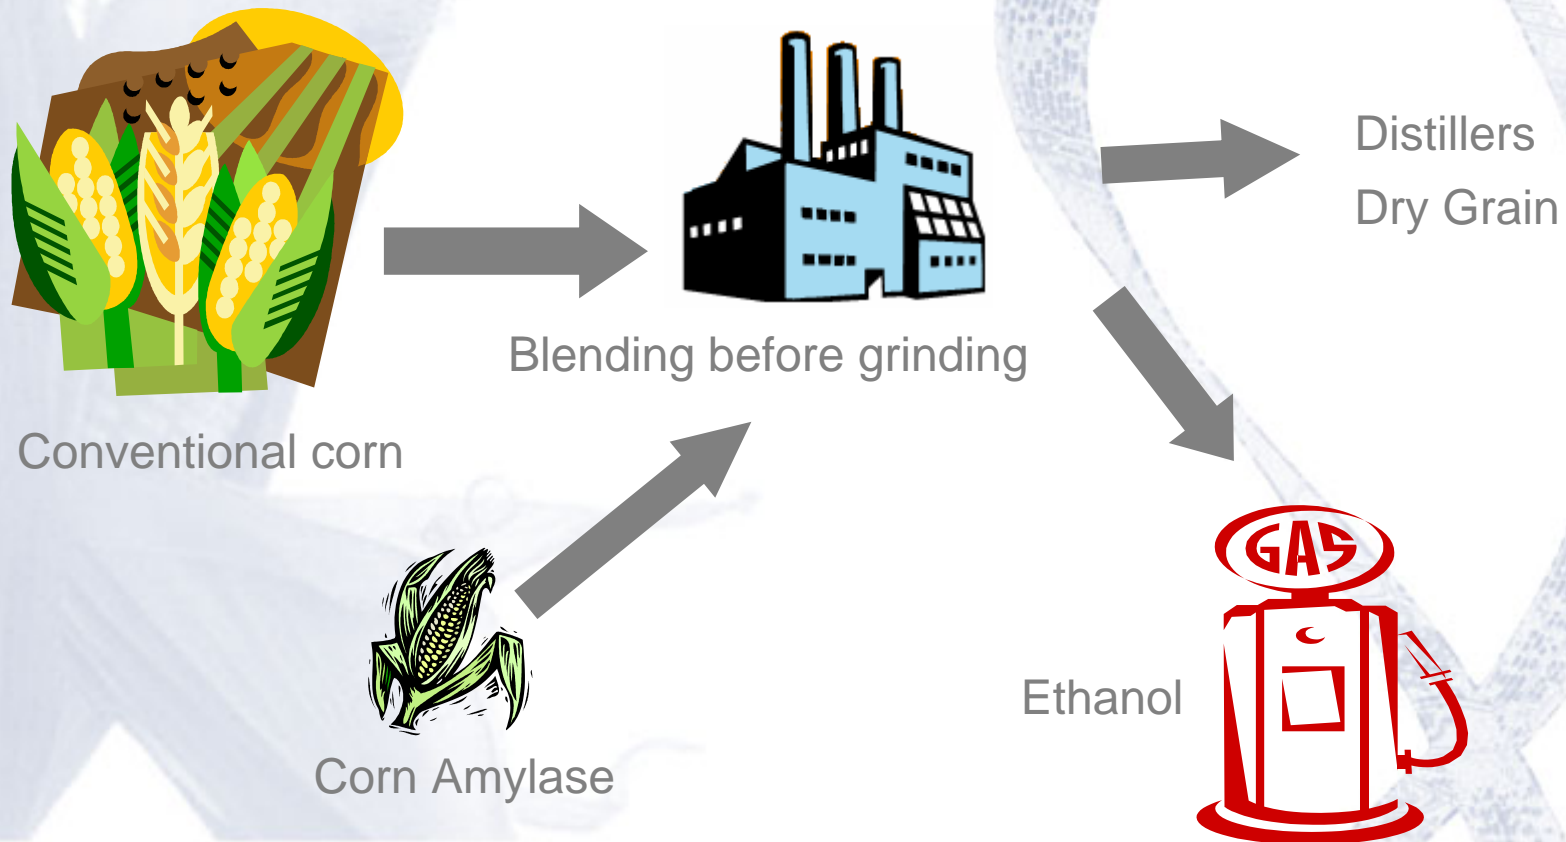 Distillers
Dry Grain
Blending before grinding
Conventional corn
GAS
Ethanol
Corn Amylase